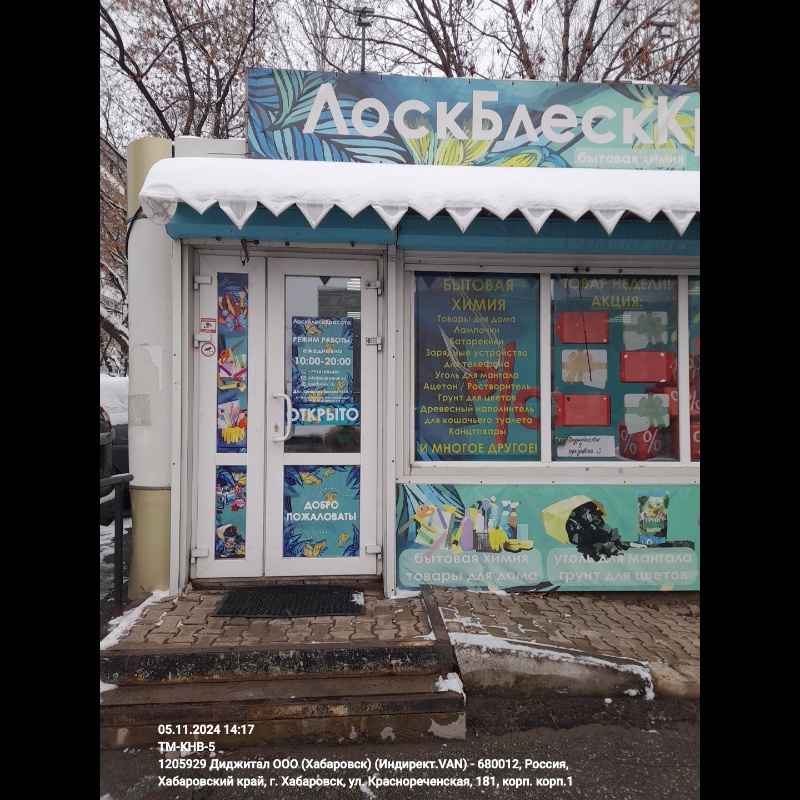 ЛоскБлескК
бытовая химия
ЛоскБлескКрасота
РЕЖИМ РАБОТЫ:
ежедневно
10:00-20:00
ОТКРЫТО
ДОБРО
ПОЖАЛОВАТЬ!
БЫТОВАЯ
ХИМИЯ
Товары для дома
Лампочки
Батарейки
Зарядные устройства
для телефона
Уголь для мангала
Ацетон / Растворитель
Грунт для цветов
Древесный наполнитель
для кошачьего туалета
Канцтовары
И МНОГОЕ ДРУГОЕ!
ТОВАР НЕДЕЛИ!
АКЦИЯ:
%
%
бытовая химия
товары для дома
уголь для мангала
грунт для цветов
05.11.2024 14:17
TM-KHB-5
1205929 Диджитал ООО (Хабаровск) (Индирект.VAN) - 680012, Россия,
Хабаровский край, г. Хабаровск, ул. Краснореченская, 181, корп. корп.1